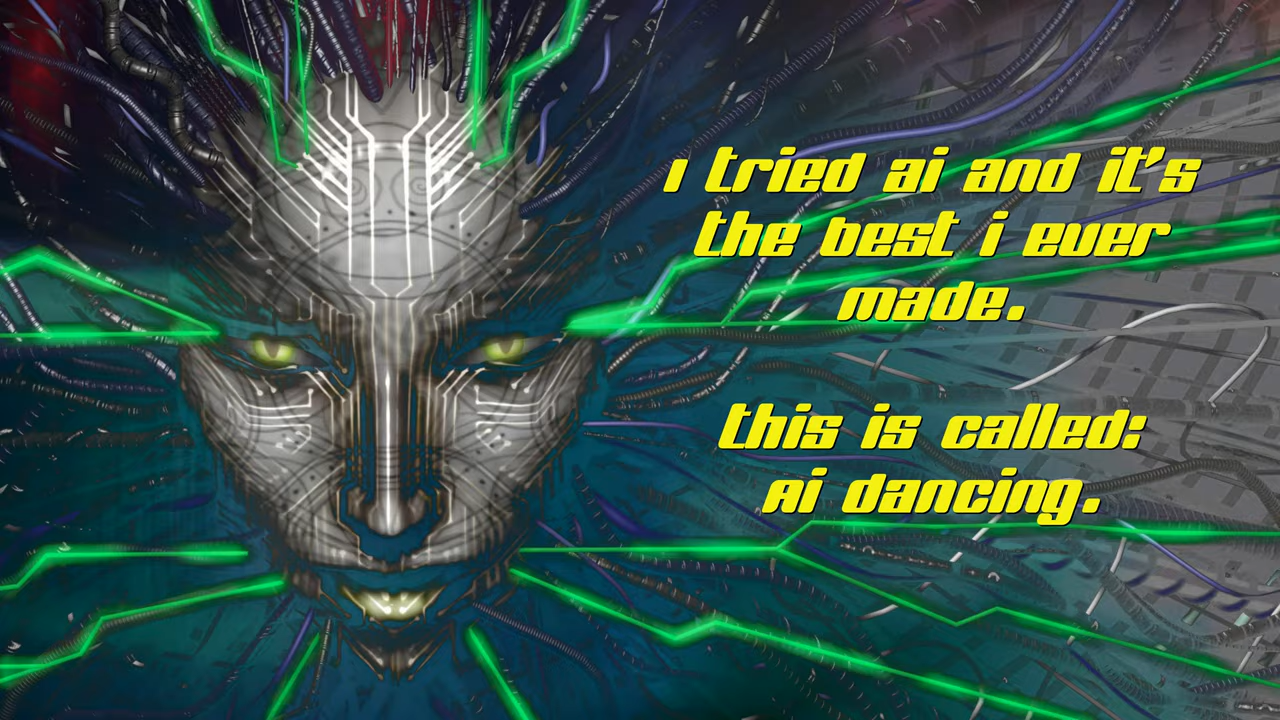 I tried ai and it's
the best i ever
made.
this is called:
Ai dancing.